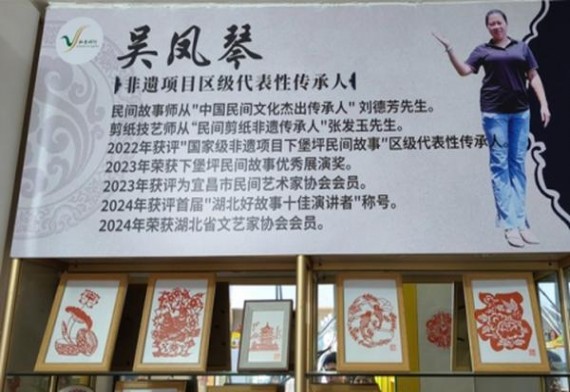 吴凤琴
非遗项目区级代表性传承人
民间故事师从"中国民间文化杰出传承人" 刘德芳先生。
剪纸技艺师从"民间剪纸非遗传承人"张发玉先生。
2022年获评"国家级非遗项目下堡坪民间故事"区级代表性传承人。
2023年荣获下堡坪民间故事优秀展演奖。
2023年获评为宜昌市民间艺术家协会会员。
2024年获评首届"湖北好故事十佳演讲者"称号。
2024年荣获湖北省文艺家协会会员。